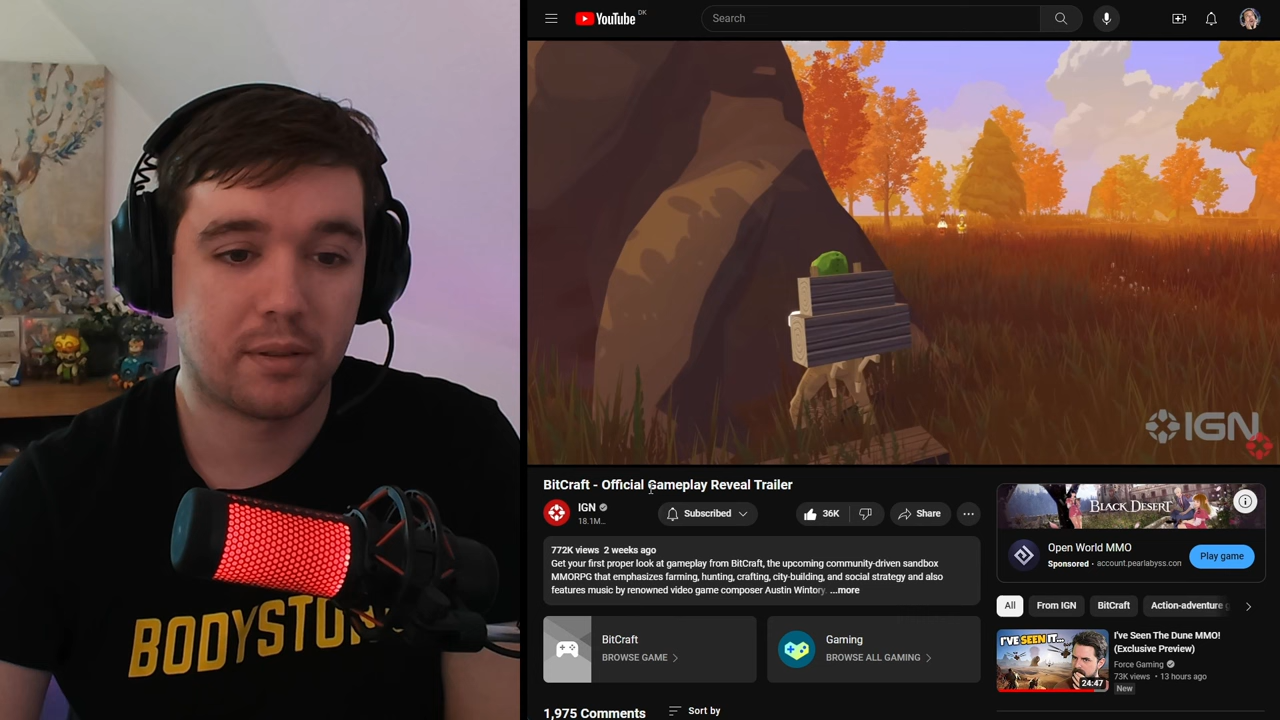 YouTube DK
Search
IGN
BitCraft - Official Gameplay Reveal Trailer
IGN
18.1M...
Subscribed
36K
Share
772K views 2 weeks ago
Get your first proper look at gameplay from BitCraft, the upcoming community-driven sandbox
MMORPG that emphasizes farming, hunting, crafting, city-building, and social strategy and also
features music by renowned video game composer Austin Wintory. ...more
BitCraft
BROWSE GAME
Gaming
BROWSE ALL GAMING
1,975 Comments
Sort by
BLACK DESERT
Open World MMO
Sponsored · account.pearlabyss.com
Play game
All
From IGN
BitCraft
Action-adventure g
I'VE SEEN IT...
24:47
I've Seen The Dune MMO!
(Exclusive Preview)
Force Gaming
73K views · 13 hours ago
New